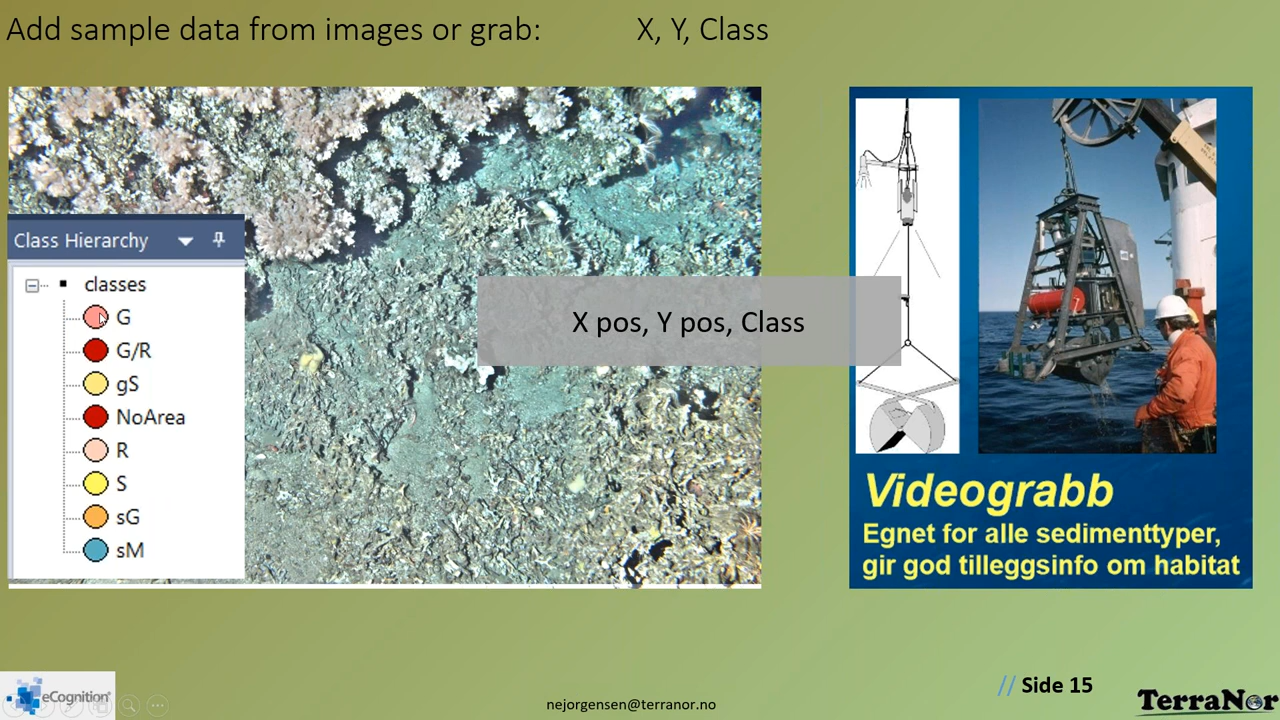 Add sample data from images or grab: X, Y, Class
Class Hierarchy
classes
G
G/R
gS
NoArea
R
S
sG
sM
X pos, Y pos, Class
Videograbb
Egnet for alle sedimenttyper,
gir god tilleggsinfo om habitat
eCognition
nejorgensen@terranor.no
// Side 15
TerraNor